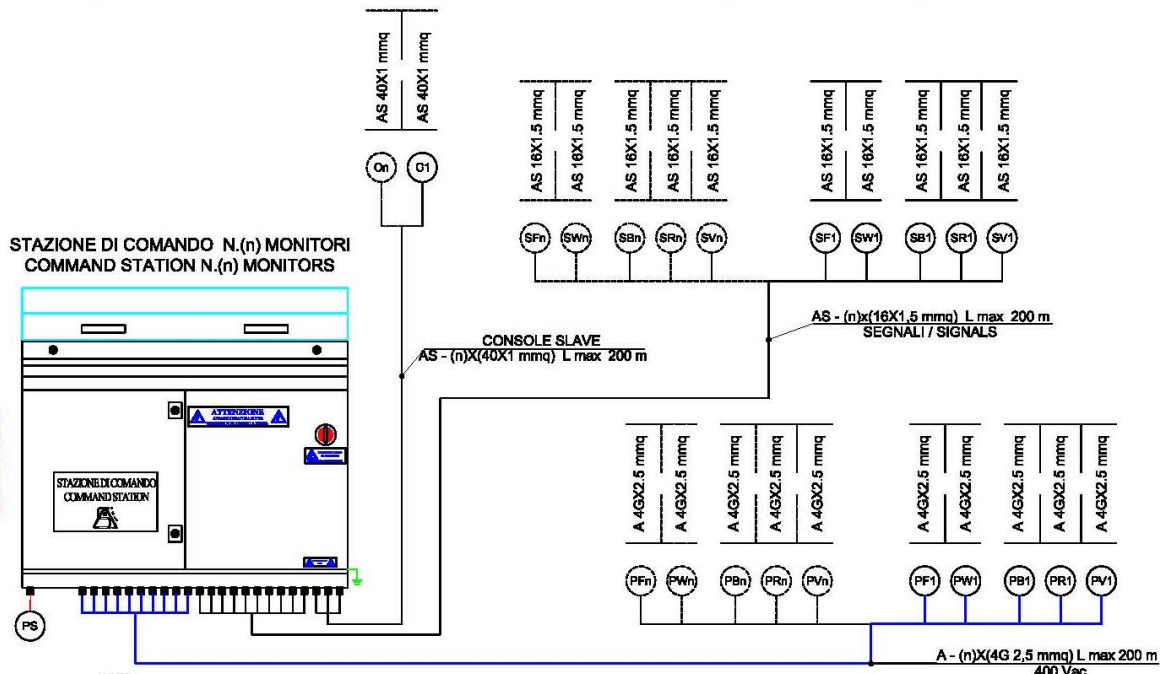 AS 40X1 mmq
AS 40X1 mmq
On
G1
AS 16X1.5 mmq
AS 16X1.5 mmq
AS 16X1.5 mmq
AS 16X1.5 mmq
AS 16X1.5 mmq
AS 16X1.5 mmq
AS 16X1.5 mmq
AS 16X1.5 mmq
AS 16X1.5 mmq
AS 16X1.5 mmq
SFn
SWn
SBn
SRn
SVn
SF1
SW1
SB1
SR1
SV1
STAZIONE DI COMANDO N.(n) MONITORI
COMMAND STATION N.(n) MONITORS
CONSOLE SLAVE
AS - (n)X(40X1 mmq) L max 200 m
AS - (n)x(16X1,5 mmq) L max 200 m
SEGNALI / SIGNALS
ATTENZIONE
STAZIONE DI COMANDO
COMMAND STATION
A 4GX2.5 mmq
A 4GX2.5 mmq
A 4GX2.5 mmq
A 4GX2.5 mmq
A 4GX2.5 mmq
A 4GX2.5 mmq
A 4GX2.5 mmq
A 4GX2.5 mmq
A 4GX2.5 mmq
A 4GX2.5 mmq
PFn
PWn
PBn
PRn
PVn
PF1
PW1
PB1
PR1
PV1
PS
A - (n)X(4G 2,5 mmq) L max 200 m
400 Vac